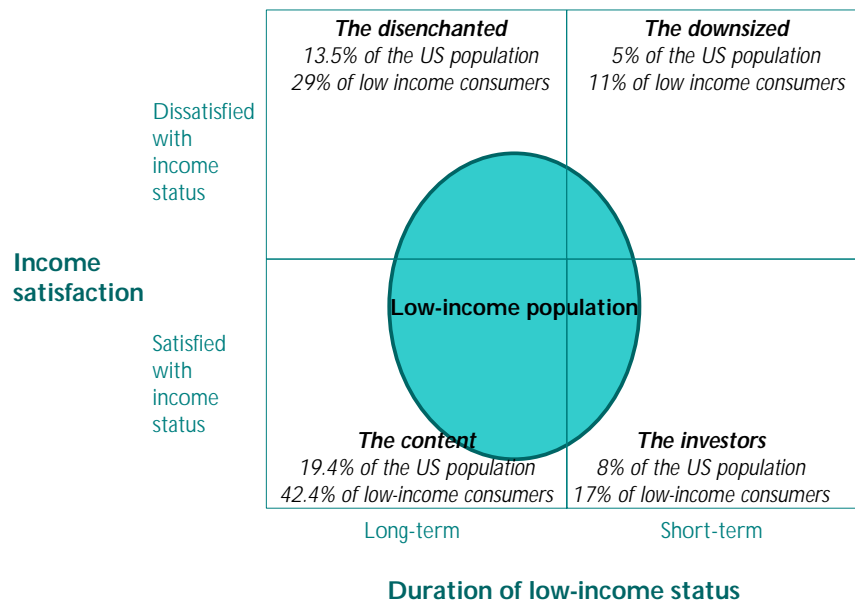 The disenchanted
13.5% of the US population
29% of low income consumers
The downsized
5% of the US population
11% of low income consumers
Dissatisfied
with
income
status
Income
satisfaction
Low-income population
Satisfied
with
income
status
The content
19.4% of the US population
42.4% of low-income consumers
The investors
8% of the US population
17% of low-income consumers
Long-term
Short-term
Duration of low-income status